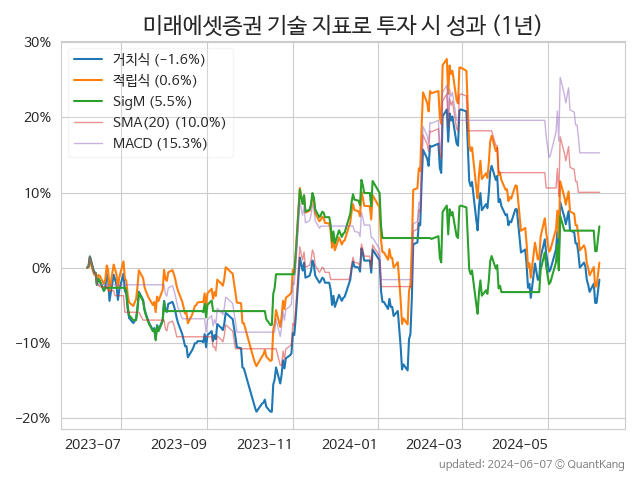 미래에셋증권 기술 지표로 투자 시 성과 (1년)
30%
20%
10%
0%
−10%
−20%
거치식 (−1.6%)
적립식 (0.6%)
SigM (5.5%)
SMA(20) (10.0%)
MACD (15.3%)
2023-07 2023-09 2023-11 2024-01 2024-03 2024-05
updated: 2024-06-07 © QuantKang